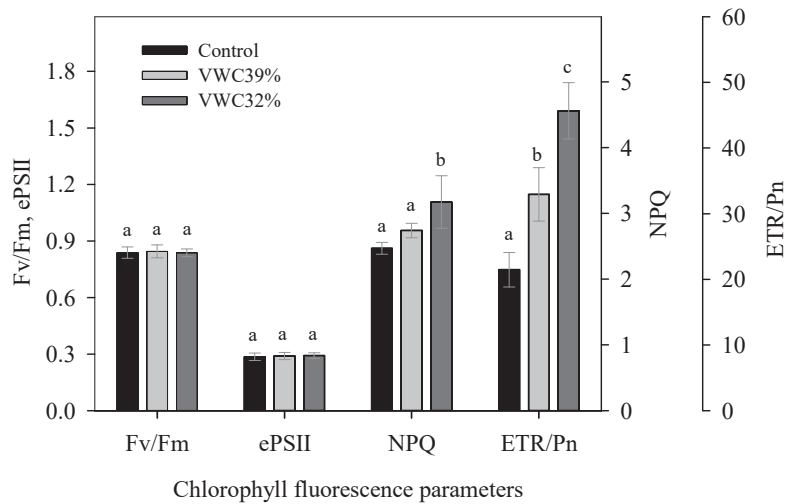 Control
VWC39%
VWC32%
Fv/Fm, ePSII
1.8
1.5
1.2
0.9
0.6
0.3
0.0
a a a
a a a
a a b
a b c
5
4
3
2
1
0
NPQ
60
50
40
30
20
10
0
ETR/Pn
Fv/Fm ePSII NPQ ETR/Pn
Chlorophyll fluorescence parameters